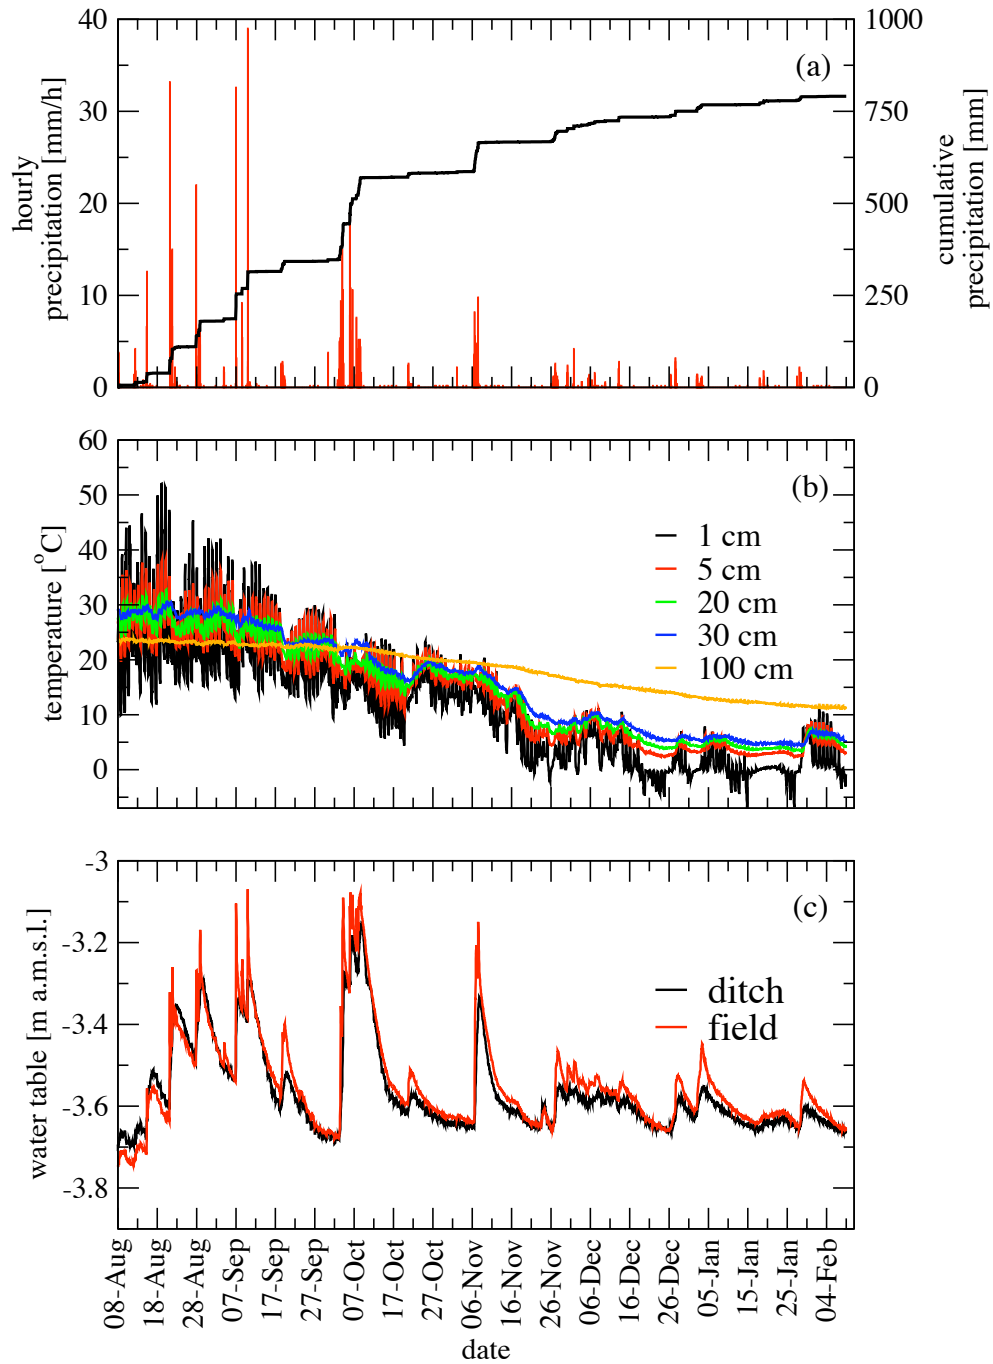 40
30
20
10
0
hourly
precipitation [mm/h]
(a)
1000
750
500
250
0
cumulative
precipitation [mm]
60
50
40
30
20
10
0
temperature [°C]
(b)
1 cm
5 cm
20 cm
30 cm
100 cm
-3
-3.2
-3.4
-3.6
-3.8
water table [m a.m.s.l.]
(c)
ditch
field
08-Aug
18-Aug
28-Aug
07-Sep
17-Sep
27-Sep
07-Oct
17-Oct
27-Oct
06-Nov
16-Nov
26-Nov
06-Dec
16-Dec
26-Dec
05-Jan
15-Jan
25-Jan
04-Feb
date